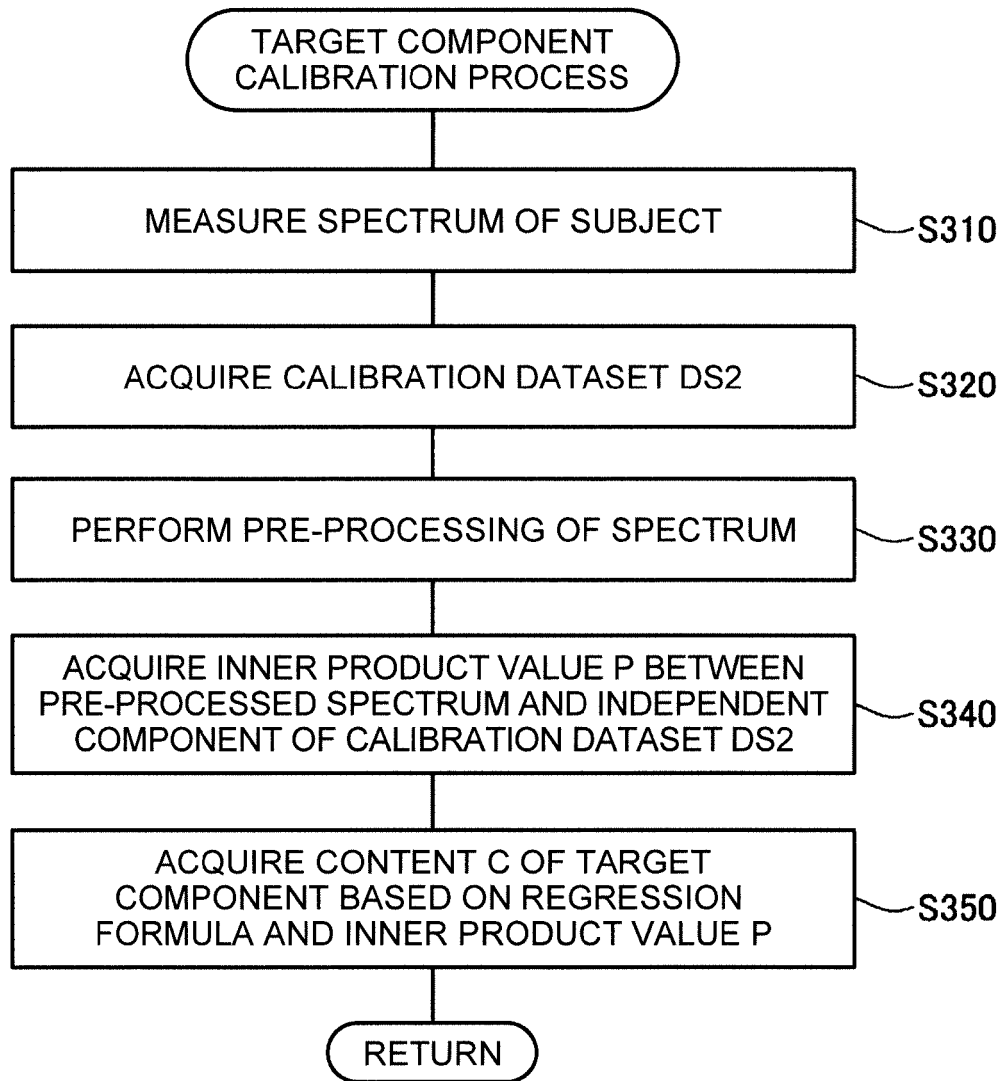 TARGET COMPONENT
CALIBRATION PROCESS
MEASURE SPECTRUM OF SUBJECT
S310
ACQUIRE CALIBRATION DATASET DS2
S320
PERFORM PRE-PROCESSING OF SPECTRUM
S330
ACQUIRE INNER PRODUCT VALUE P BETWEEN
PRE-PROCESSED SPECTRUM AND INDEPENDENT
COMPONENT OF CALIBRATION DATASET DS2
S340
ACQUIRE CONTENT C OF TARGET
COMPONENT BASED ON REGRESSION
FORMULA AND INNER PRODUCT VALUE P
S350
RETURN